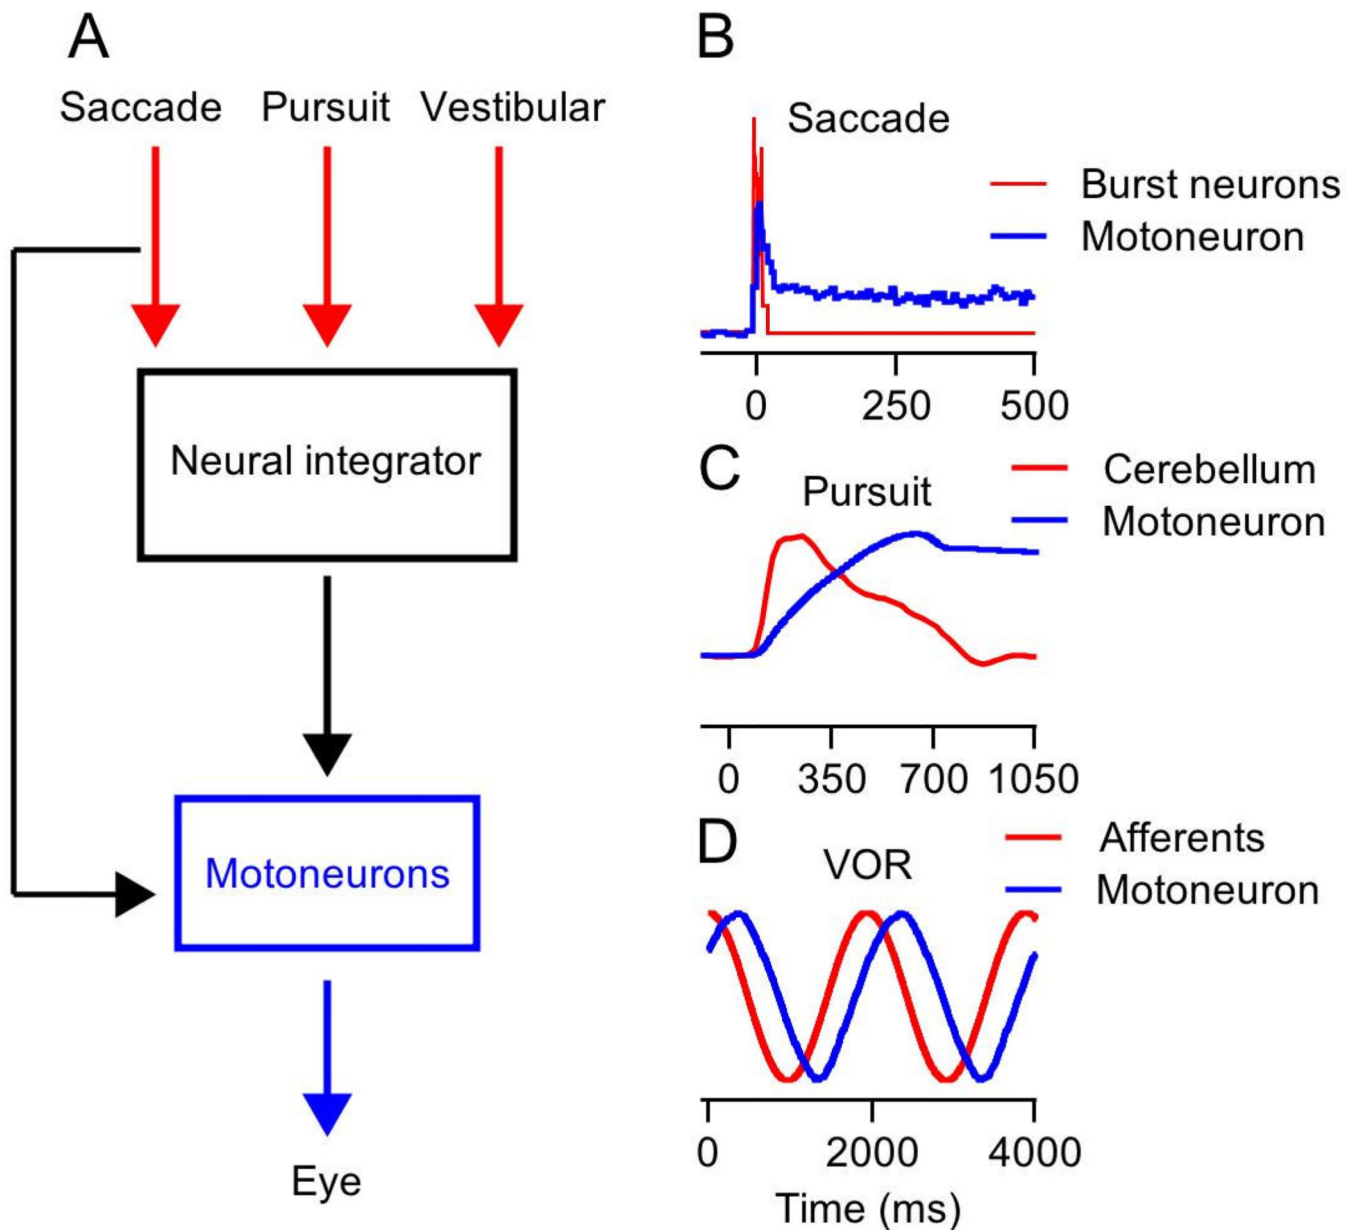 A
Saccade Pursuit Vestibular
Neural integrator
Motoneurons
Eye
B
Saccade
Burst neurons
Motoneuron
0 250 500
C
Pursuit
Cerebellum
Motoneuron
0 350 700 1050
D
VOR
Afferents
Motoneuron
0 2000 4000
Time (ms)